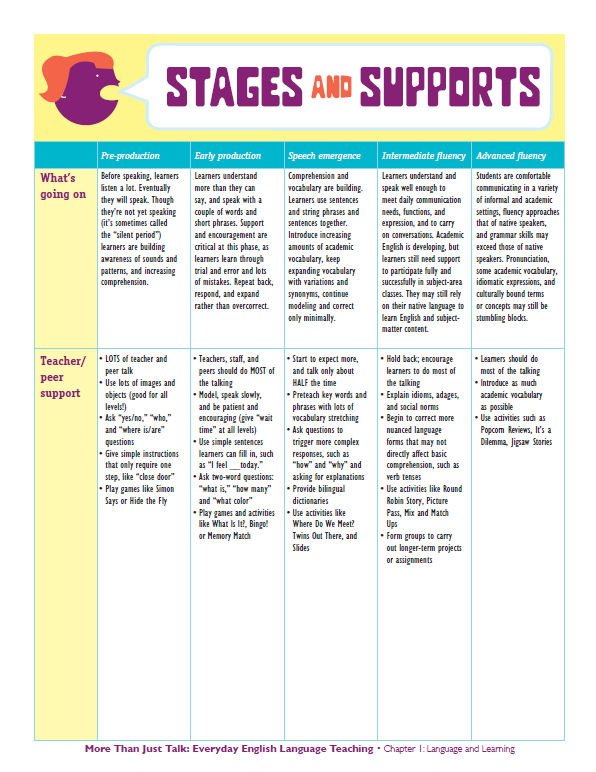 STAGES AND SUPPORTS
Pre-production
Early production
Speech emergence
Intermediate fluency
Advanced fluency
What's
going on
Before speaking, learners
listen a lot. Eventually
they will speak. Though
they're not yet speaking
(it's sometimes called
the "silent period")
learners are building
awareness of sounds and
patterns, and increasing
comprehension.
Learners understand
more than they can
say, and speak with a
couple of words and
short phrases. Support
and encouragement are
critical at this phase, as
learners learn through
trial and error and lots
of mistakes. Repeat back,
respond, and expand
rather than overcorrect.
Comprehension and
vocabulary are building.
Learners use sentences
and string phrases and
sentences together.
Introduce increasing
amounts of academic
vocabulary, keep
expanding vocabulary
with variations and
synonyms, continue
modeling and correct
only minimally.
Learners understand and
speak well enough to
meet daily communication
needs, functions, and
expression, and to carry
on conversations. Academic
English is developing, but
learners still need support
to participate fully and
successfully in subject-area
classes. They may still rely
on their native language to
learn English and subject-
matter content.
Students are comfortable
communicating in a variety
of informal and academic
settings, fluency approaches
that of native speakers,
and grammar skills may
exceed those of native
speakers. Pronunciation,
some academic vocabulary,
idiomatic expressions, and
culturally bound terms
or concepts may still be
stumbling blocks.
Teacher/
peer
support
• LOTS of teacher and
peer talk
• Use lots of images and
objects (good for all
levels!)
• Ask "yes/no," "who,"
and "where is/are"
questions
• Give simple instructions
that only require one
step, like "close door"
• Play games like Simon
Says or Hide the Fly
• Teachers, staff, and
peers should do MOST of
the talking
• Model, speak slowly,
and be patient and
encouraging (give "wait
time" at all levels)
• Use simple sentences
learners can fill in, such
as "I feel ___today."
• Ask two-word questions:
"what is," "how many"
and "what color"
• Play games and activities
like What Is It?, Bingo!
or Memory Match
• Start to expect more,
and talk only about
HALF the time
• Preteach key words and
phrases with lots of
vocabulary stretching
• Ask questions to
trigger more complex
responses, such as
"how" and "why" and
asking for explanations
• Provide bilingual
dictionaries
• Use activities like
Where Do We Meet?
Twins Out There, and
Slides
• Hold back; encourage
learners to do most of
the talking
• Explain idioms, adages,
and social norms
• Begin to correct more
nuanced language
forms that may not
directly affect basic
comprehension, such as
verb tenses
• Use activities like Round
Robin Story, Picture
Pass, Mix and Match
Ups
• Form groups to carry
out longer-term projects
or assignments
• Learners should do
most of the talking
• Introduce as much
academic vocabulary
as possible
• Use activities such as
Popcorn Reviews, It's a
Dilemma, Jigsaw Stories
More Than Just Talk: Everyday English Language Teaching • Chapter 1: Language and Learning